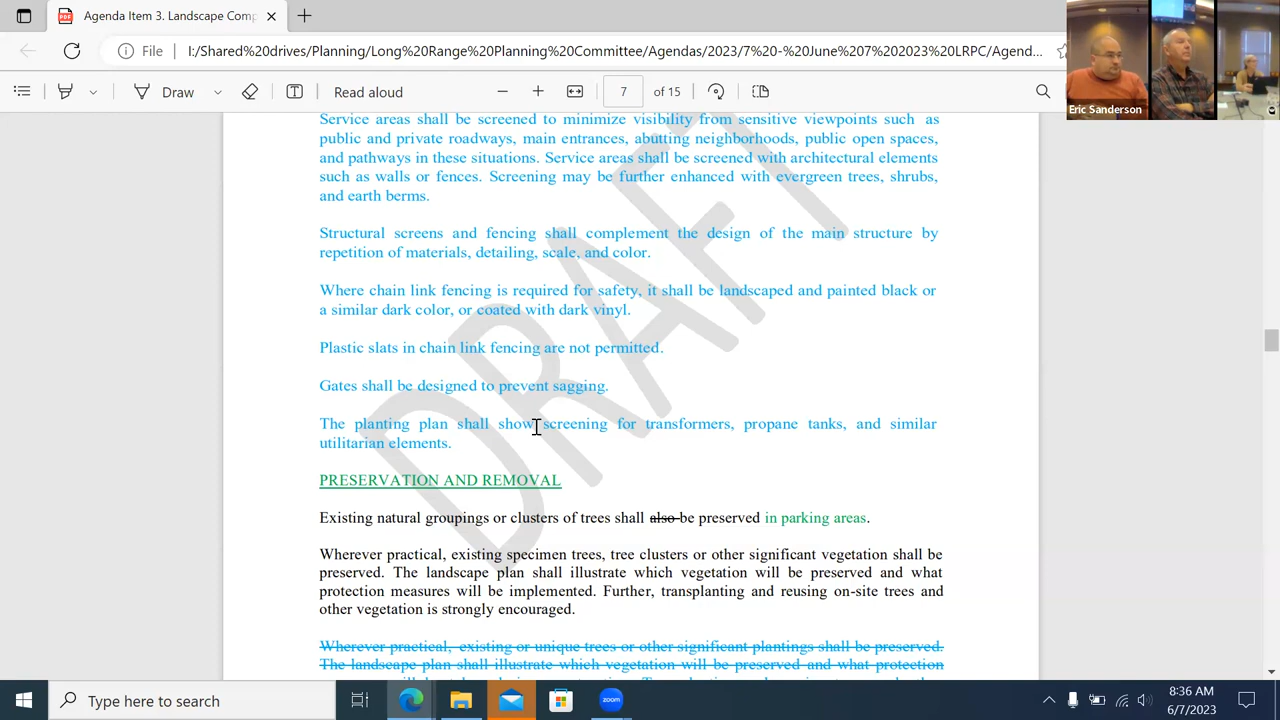 Agenda Item 3. Landscape Comp
File
I:/Shared%20drives/Planning/Long%20Range%20Planning%20Committee/Agendas/2023/7%20-%20June%207%202023%20LRPC/Agend...
Draw
Read aloud
7
of 15
Eric Sanderson
Service areas shall be screened to minimize visibility from sensitive viewpoints such as
public and private roadways, main entrances, abutting neighborhoods, public open spaces,
and pathways in these situations. Service areas shall be screened with architectural elements
such as walls or fences. Screening may be further enhanced with evergreen trees, shrubs,
and earth berms.
Structural screens and fencing shall complement the design of the main structure by
repetition of materials, detailing, scale, and color.
Where chain link fencing is required for safety, it shall be landscaped and painted black or
a similar dark color, or coated with dark vinyl.
Plastic slats in chain link fencing are not permitted.
Gates shall be designed to prevent sagging.
The planting plan shall show screening for transformers, propane tanks, and similar
utilitarian elements.
PRESERVATION AND REMOVAL
Existing natural groupings or clusters of trees shall also be preserved in parking areas.
Wherever practical, existing specimen trees, tree clusters or other significant vegetation shall be
preserved. The landscape plan shall illustrate which vegetation will be preserved and what
protection measures will be implemented. Further, transplanting and reusing on-site trees and
other vegetation is strongly encouraged.
Wherever practical, existing or unique trees or other significant plantings shall be preserved.
The landscape plan shall illustrate which vegetation will be preserved and what protection
DRAFT
Type here to search
zoom
8:36 AM
6/7/2023